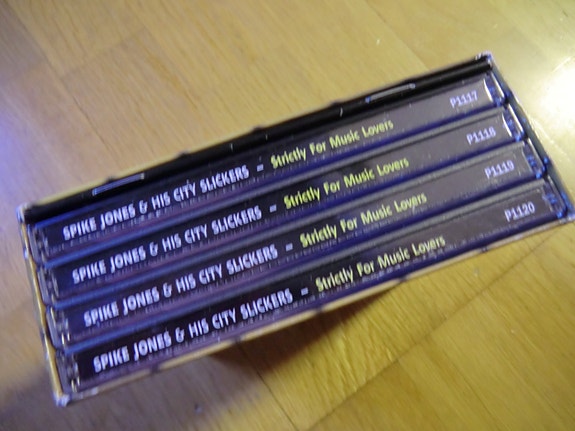 SPIKE JONES & HIS CITY SLICKERS = Strictly For Music Lovers P1117
SPIKE JONES & HIS CITY SLICKERS = Strictly For Music Lovers P1118
SPIKE JONES & HIS CITY SLICKERS = Strictly For Music Lovers P1119
SPIKE JONES & HIS CITY SLICKERS = Strictly For Music Lovers P1120